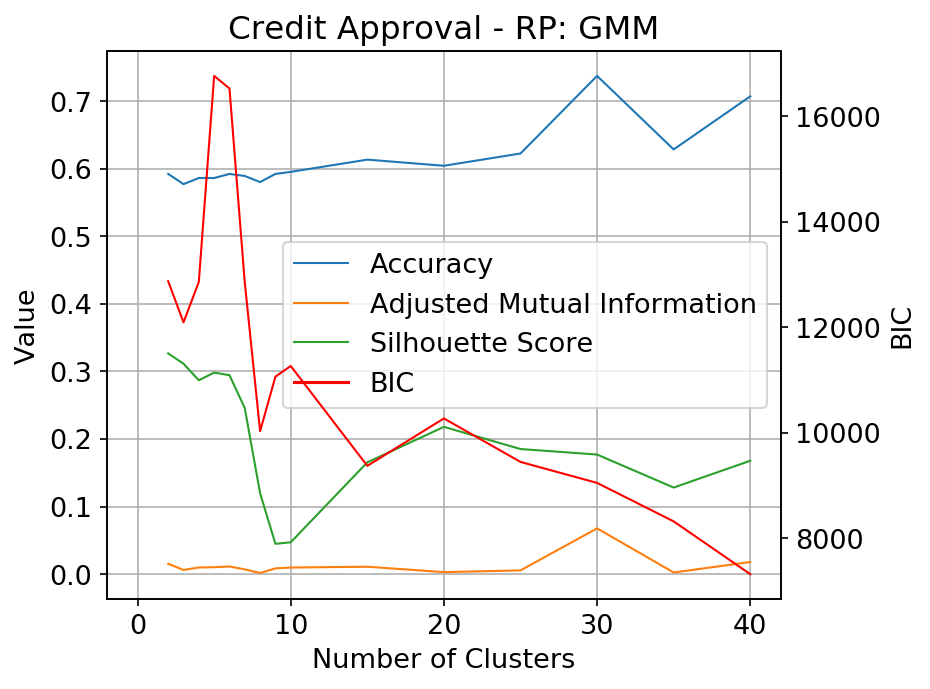 Credit Approval - RP: GMM
Value
0.7
0.6
0.5
0.4
0.3
0.2
0.1
0.0
Accuracy
Adjusted Mutual Information
Silhouette Score
BIC
16000
14000
12000
10000
8000
BIC
0 10 20 30 40
Number of Clusters